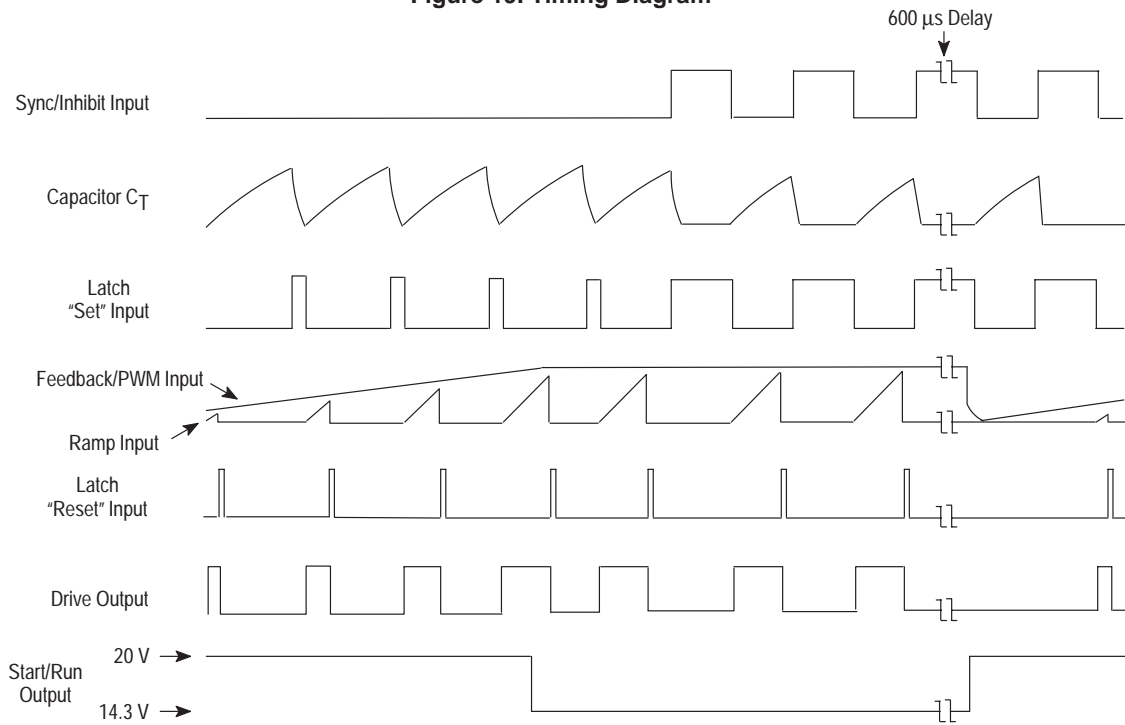 Figure 18. Timing Diagram
600 µs Delay
Sync/Inhibit Input
Capacitor CT
Latch
“Set” Input
Feedback/PWM Input
Ramp Input
Latch
“Reset” Input
Drive Output
20 V
Start/Run
Output
14.3 V